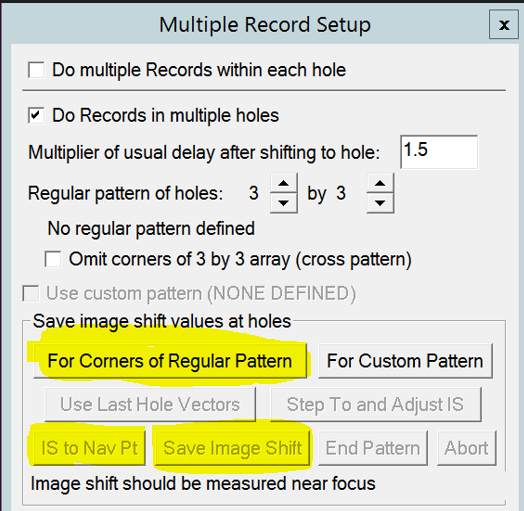 Multiple Record Setup x
Do multiple Records within each hole
Do Records in multiple holes
Multiplier of usual delay after shifting to hole: 1.5
Regular pattern of holes: 3 by 3
No regular pattern defined
Omit corners of 3 by 3 array (cross pattern)
Use custom pattern (NONE DEFINED)
Save image shift values at holes
For Corners of Regular Pattern For Custom Pattern
Use Last Hole Vectors Step To and Adjust IS
IS to Nav Pt Save Image Shift End Pattern Abort
Image shift should be measured near focus